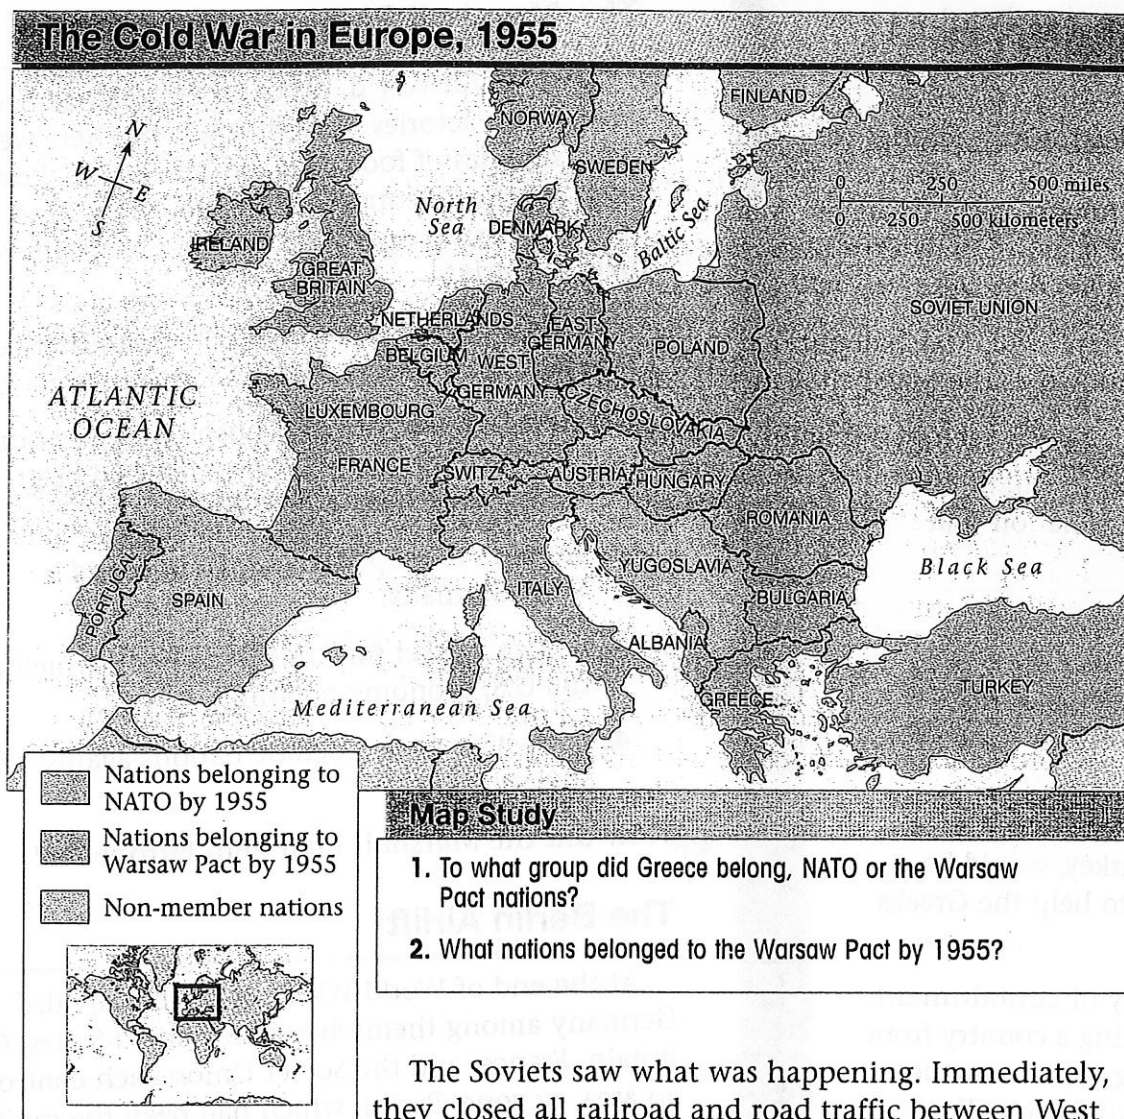 The Cold War in Europe, 1955
N
W
E
S
NORWAY
FINLAND
SWEDEN
0 250 500 miles
0 250 500 kilometers
North
Sea
DENMARK
Baltic Sea
IRELAND
GREAT
BRITAIN
SOVIET UNION
NETHERLANDS
EAST
GERMANY
POLAND
BELGIUM
WEST
GERMANY
ATLANTIC
OCEAN
LUXEMBOURG
CZECHOSLOVAKIA
FRANCE
SWITZ.
AUSTRIA
HUNGARY
ROMANIA
Black Sea
YUGOSLAVIA
PORTUGAL
SPAIN
ITALY
BULGARIA
ALBANIA
Mediterranean Sea
GREECE
TURKEY
Nations belonging to
NATO by 1955
Nations belonging to
Warsaw Pact by 1955
Non-member nations
Map Study
1. To what group did Greece belong, NATO or the Warsaw
Pact nations?
2. What nations belonged to the Warsaw Pact by 1955?
The Soviets saw what was happening. Immediately,
they closed all railroad and road traffic between West